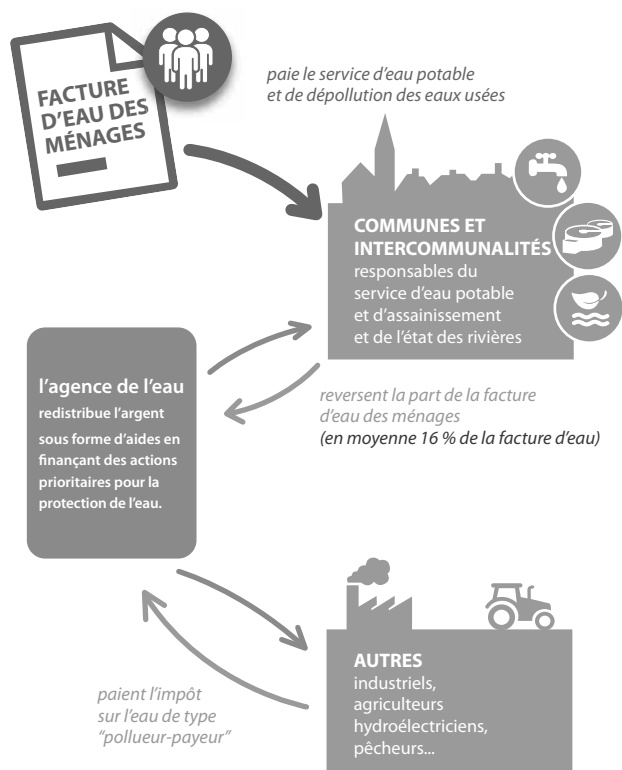 FACTURE
D’EAU DES
MÉNAGES
paie le service d’eau potable
et de dépollution des eaux usées
COMMUNES ET
INTERCOMMUNALITÉS
responsables du
service d’eau potable
et d’assainissement
et de l’état des rivières
l’agence de l’eau
redistribue l’argent
sous forme d’aides en
finançant des actions
prioritaires pour la
protection de l’eau.
reversent la part de la facture
d’eau des ménages
(en moyenne 16 % de la facture d’eau)
AUTRES
industriels,
agriculteurs
hydroélectriciens,
pêcheurs...
paient l’impôt
sur l’eau de type
“pollueur-payeur”